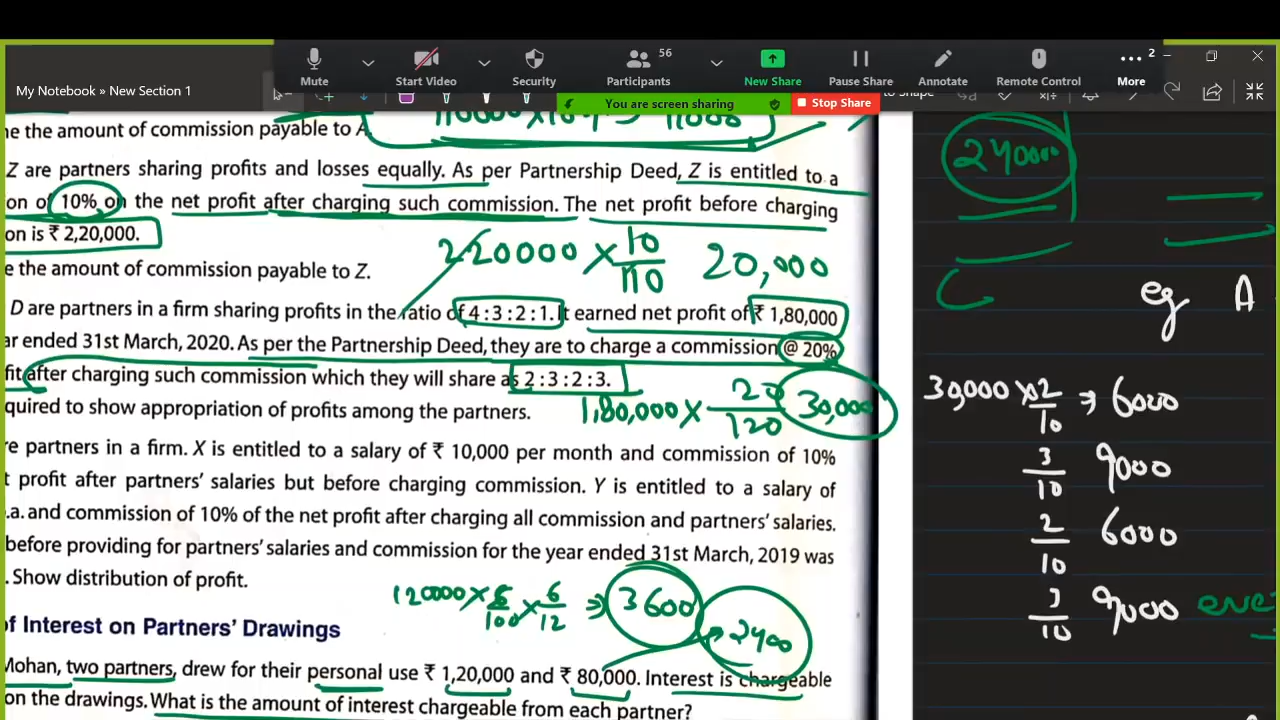 56
2
Mute
Start Video
Security
Participants
New Share
Pause Share
Annotate
Remote Control
More
My Notebook » New Section 1
You are screen sharing
Stop Share
to Shape
ne the amount of commission payable to A.
11000
240000
Z are partners sharing profits and losses equally. As per Partnership Deed, Z is entitled to a
on of 10% on the net profit after charging such commission. The net profit before charging
on is ₹ 2,20,000.
220000 × 10/110 20,000
e the amount of commission payable to Z.
D are partners in a firm sharing profits in the ratio of 4 : 3 : 2 : 1. It earned net profit of ₹ 1,80,000
ar ended 31st March, 2020. As per the Partnership Deed, they are to charge a commission @ 20%
fit after charging such commission which they will share as 2 : 3 : 2 : 3.
1,80,000 × 20/120 30,000
quired to show appropriation of profits among the partners.
re partners in a firm. X is entitled to a salary of ₹ 10,000 per month and commission of 10%
t profit after partners' salaries but before charging commission. Y is entitled to a salary of
.a. and commission of 10% of the net profit after charging all commission and partners' salaries.
before providing for partners' salaries and commission for the year ended 31st March, 2019 was
. Show distribution of profit.
120000 × 6/100 × 6/12 ⇒ 3600
2400
of Interest on Partners' Drawings
Mohan, two partners, drew for their personal use ₹ 1,20,000 and ₹ 80,000. Interest is chargeable
on the drawings. What is the amount of interest chargeable from each partner?
eg A
30,000 × 2/10 ⇒ 6000
3/10 9000
2/10 6000
3/10 9000